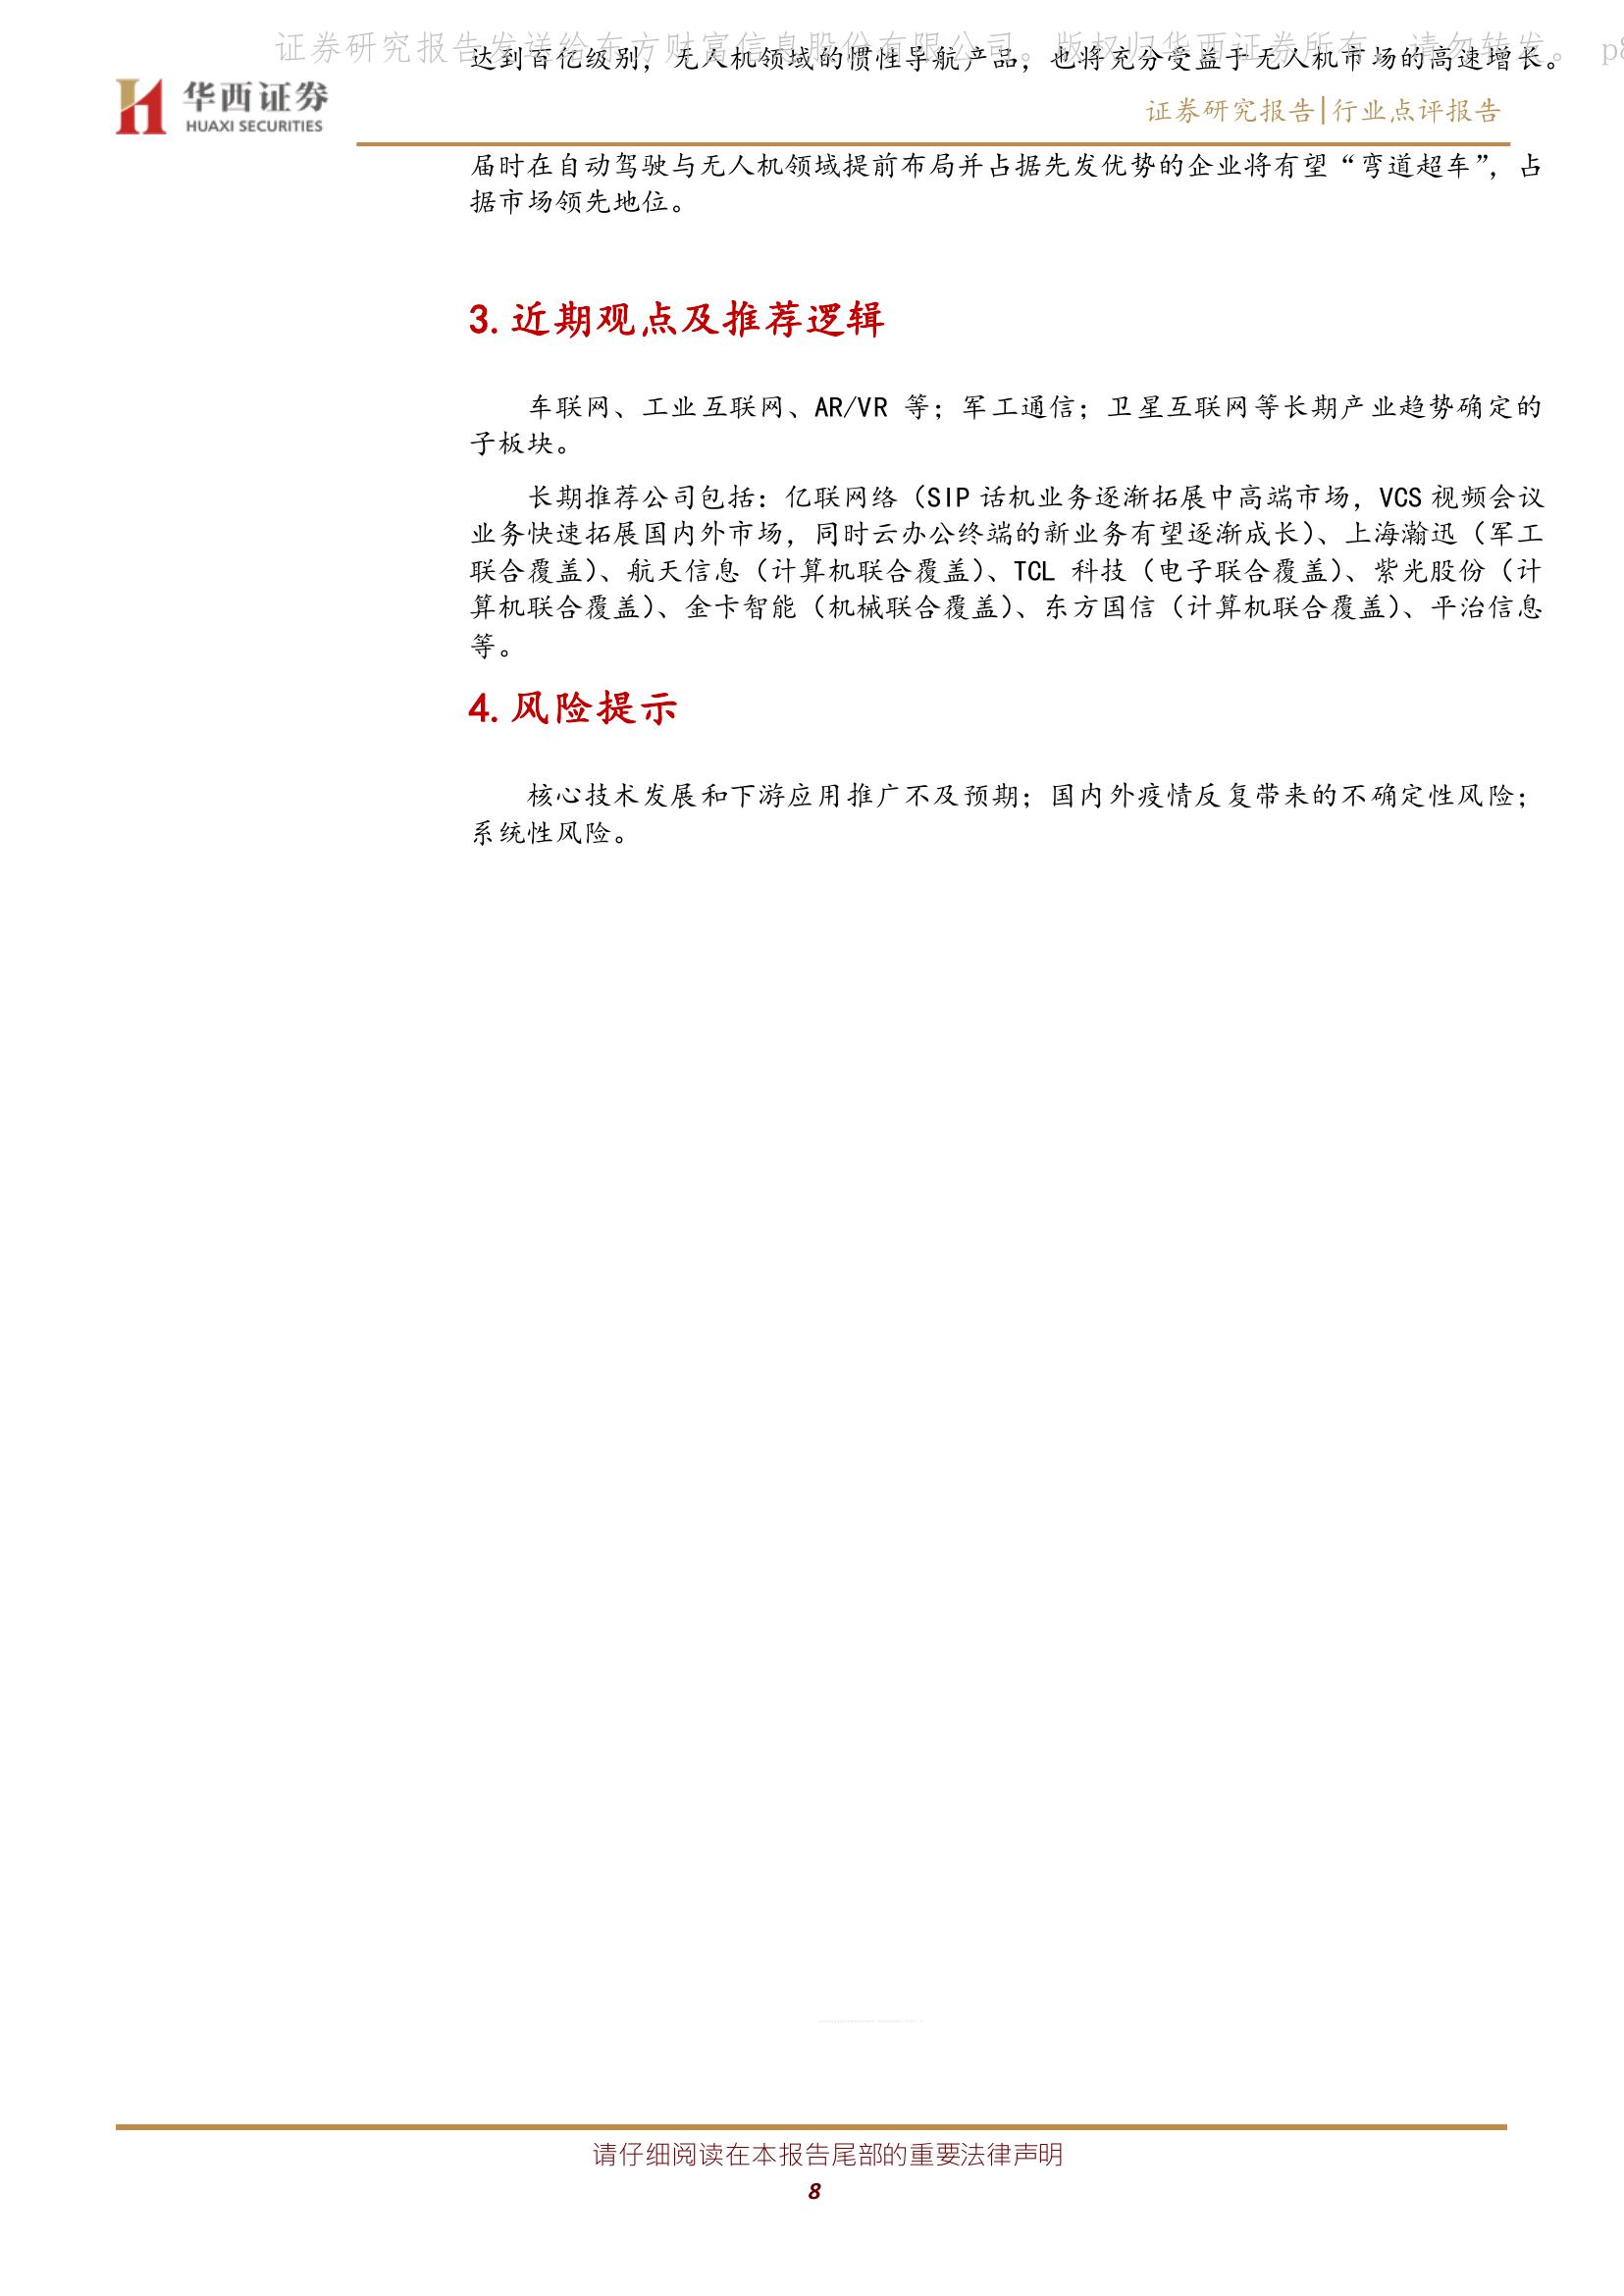 证券研究报告发送给东方财富信息股份有限公司。版权归华西证券所有，请勿转发。 p8
达到百亿级别，无人机领域的惯性导航产品，也将充分受益于无人机市场的高速增长。
华西证券
HUAXI SECURITIES
证券研究报告|行业点评报告
届时在自动驾驶与无人机领域提前布局并占据先发优势的企业将有望“弯道超车”，占
据市场领先地位。
3. 近期观点及推荐逻辑
车联网、工业互联网、AR/VR 等；军工通信；卫星互联网等长期产业趋势确定的
子板块。
长期推荐公司包括：亿联网络（SIP 话机业务逐渐拓展中高端市场，VCS 视频会议
业务快速拓展国内外市场，同时云办公终端的新业务有望逐渐成长）、上海瀚迅（军工
联合覆盖）、航天信息（计算机联合覆盖）、TCL 科技（电子联合覆盖）、紫光股份（计
算机联合覆盖）、金卡智能（机械联合覆盖）、东方国信（计算机联合覆盖）、平治信息
等。
4. 风险提示
核心技术发展和下游应用推广不及预期；国内外疫情反复带来的不确定性风险；
系统性风险。
请仔细阅读在本报告尾部的重要法律声明
8